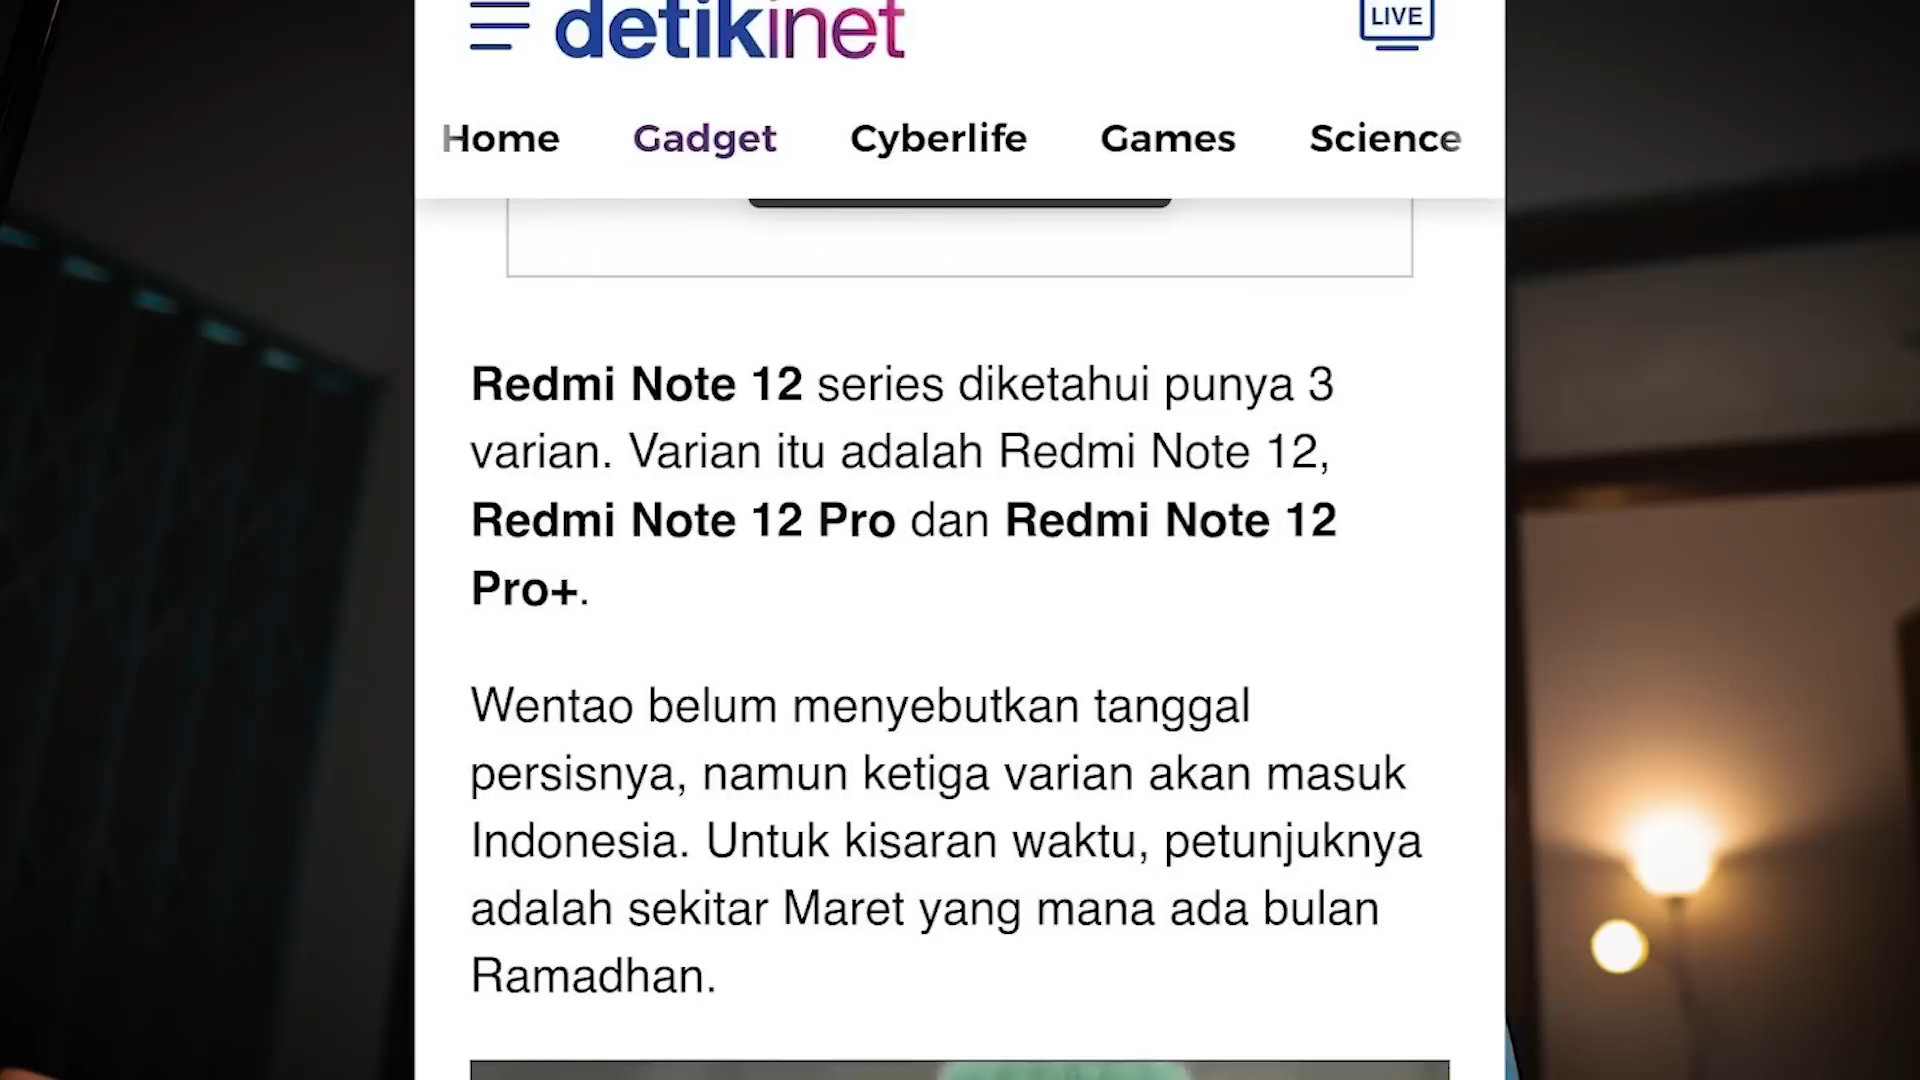 detikinet
LIVE
Home Gadget Cyberlife Games Science
Redmi Note 12 series diketahui punya 3
varian. Varian itu adalah Redmi Note 12,
Redmi Note 12 Pro dan Redmi Note 12
Pro+.
Wentao belum menyebutkan tanggal
persisnya, namun ketiga varian akan masuk
Indonesia. Untuk kisaran waktu, petunjuknya
adalah sekitar Maret yang mana ada bulan
Ramadhan.